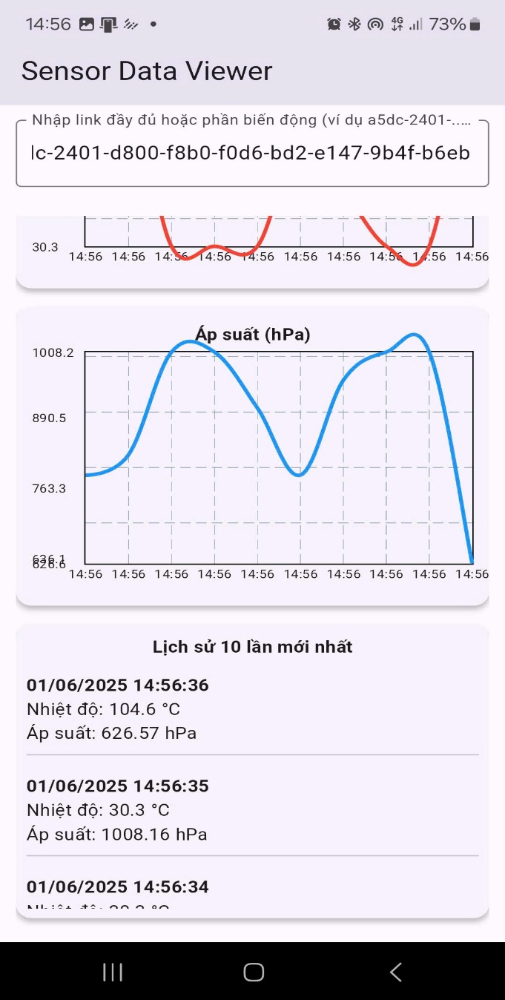 14:56 4G 73%
Sensor Data Viewer
Nhập link đầy đủ hoặc phần biến động (ví dụ a5dc-2401-.....
lc-2401-d800-f8b0-f0d6-bd2-e147-9b4f-b6eb
30.3
14:56 14:56 14:56 14:56 14:56 14:56 14:56 14:56 14:56 14:56
Áp suất (hPa)
1008.2
890.5
763.3
636.1
626.6
14:56 14:56 14:56 14:56 14:56 14:56 14:56 14:56 14:56 14:56
Lịch sử 10 lần mới nhất
01/06/2025 14:56:36
Nhiệt độ: 104.6 °C
Áp suất: 626.57 hPa
01/06/2025 14:56:35
Nhiệt độ: 30.3 °C
Áp suất: 1008.16 hPa
01/06/2025 14:56:34